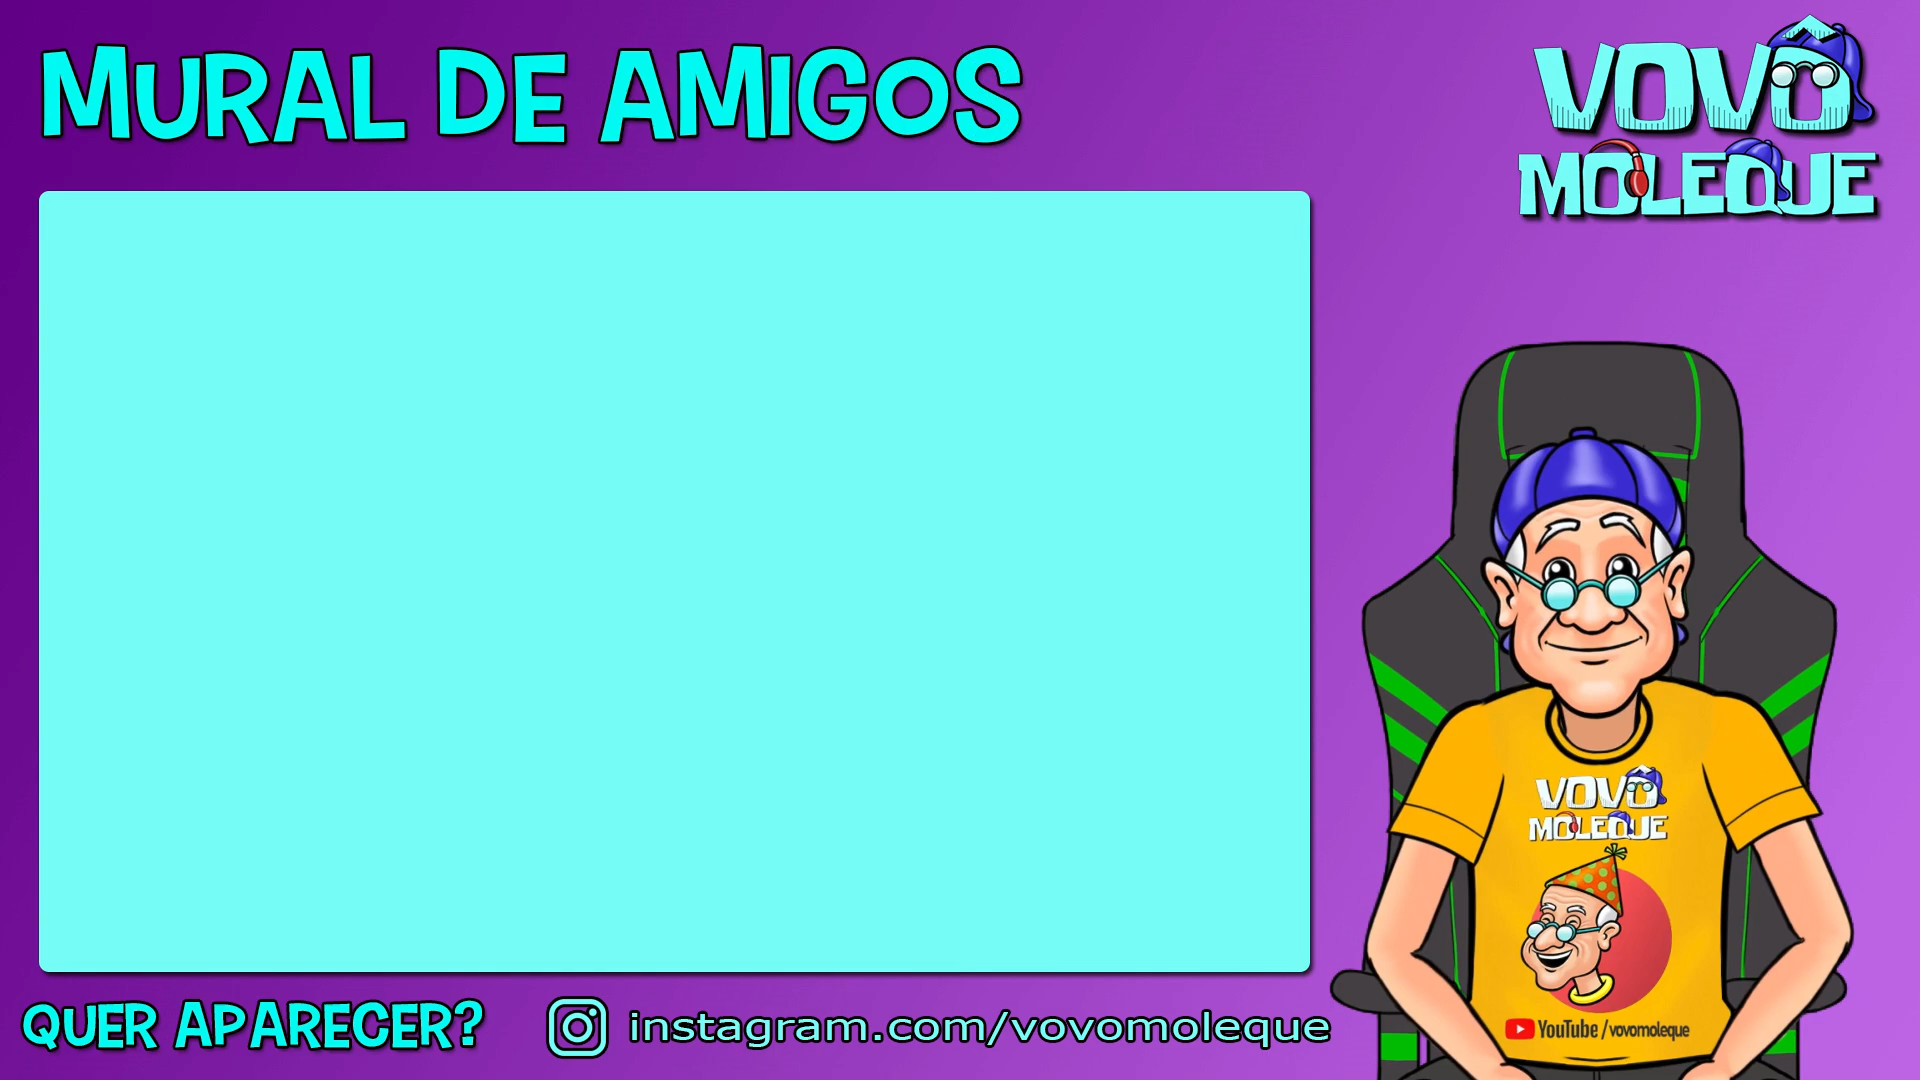 MURAL DE AMIGOS
VOVÔ
MOLEQUE
VOVÔ
MOLEQUE
YouTube /vovomoleque
QUER APARECER?
instagram.com/vovomoleque